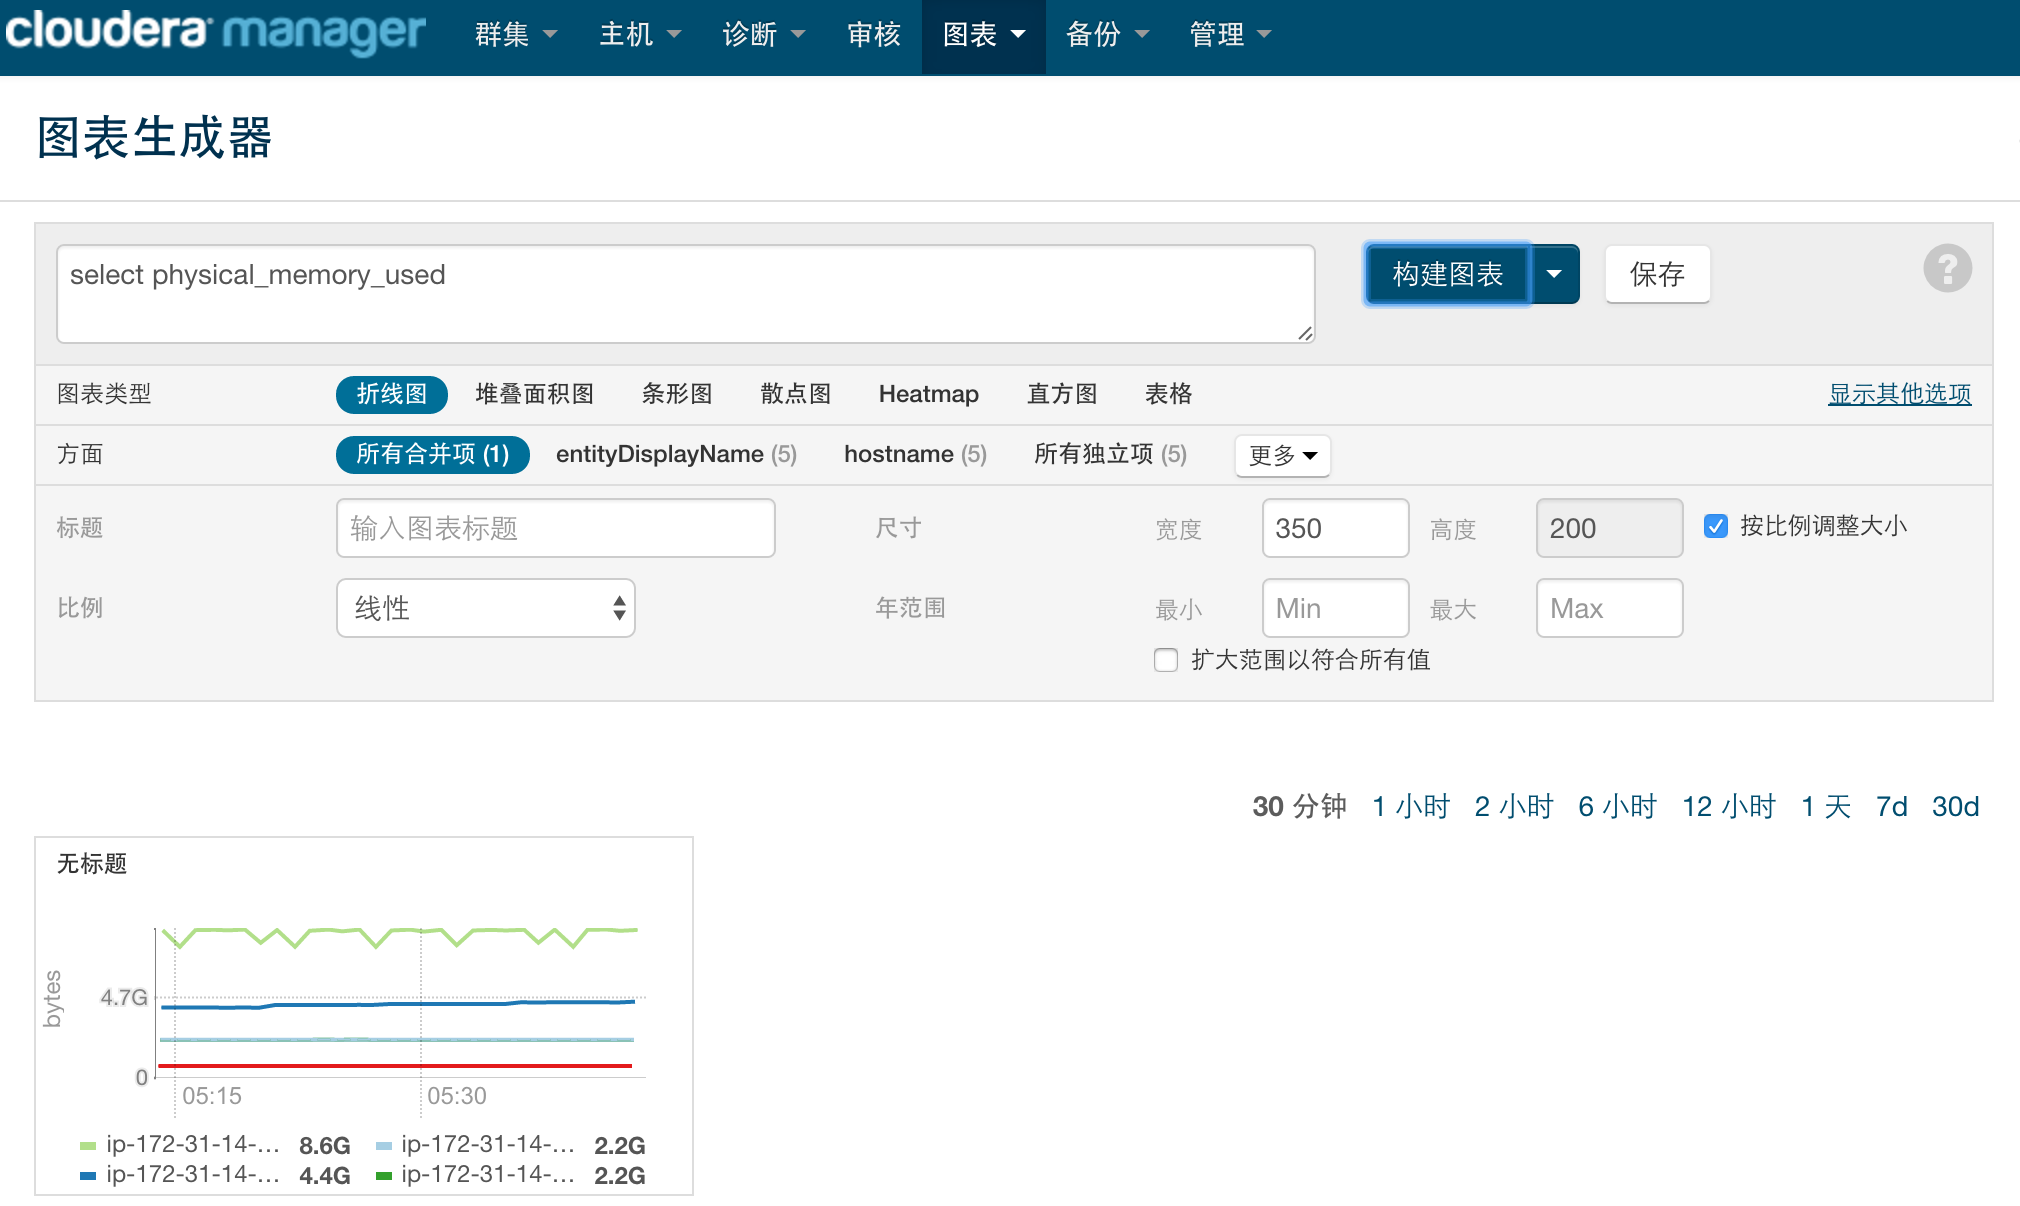 cloudera manager 群集 主机 诊断 审核 图表 备份 管理
图表生成器
select physical_memory_used
构建图表 保存 ?
图表类型 折线图 堆叠面积图 条形图 散点图 Heatmap 直方图 表格 显示其他选项
方面 所有合并项 (1) entityDisplayName (5) hostname (5) 所有独立项 (5) 更多
标题 输入图表标题 尺寸 宽度 350 高度 200 按比例调整大小
比例 线性 年范围 最小 Min 最大 Max
扩大范围以符合所有值
30 分钟 1 小时 2 小时 6 小时 12 小时 1 天 7d 30d
无标题
bytes
4.7G
0
05:15 05:30
ip-172-31-14-... 8.6G ip-172-31-14-... 2.2G
ip-172-31-14-... 4.4G ip-172-31-14-... 2.2G